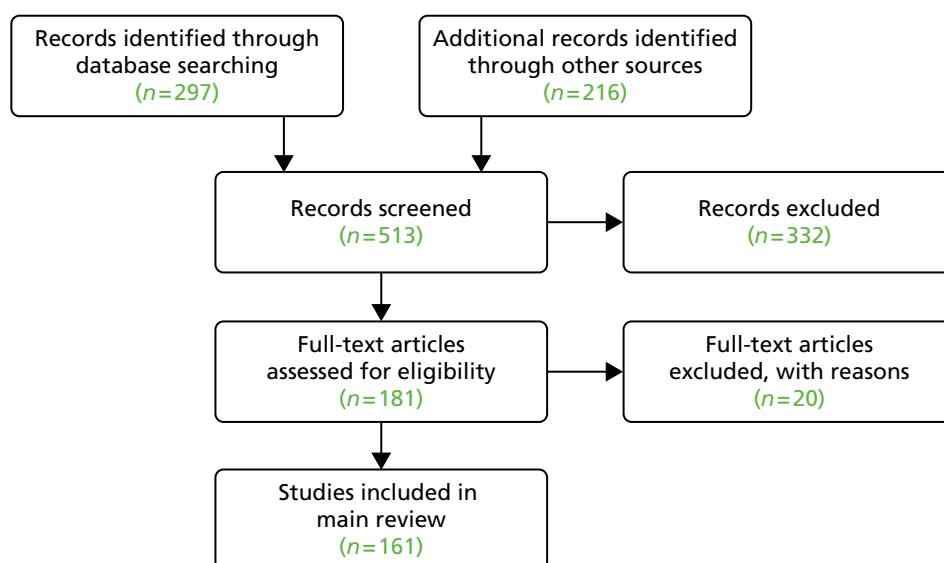 Records identified through
database searching
(n=297)
Additional records identified
through other sources
(n=216)
Records screened
(n=513)
Records excluded
(n=332)
Full-text articles
assessed for eligibility
(n=181)
Full-text articles
excluded, with reasons
(n=20)
Studies included in
main review
(n=161)